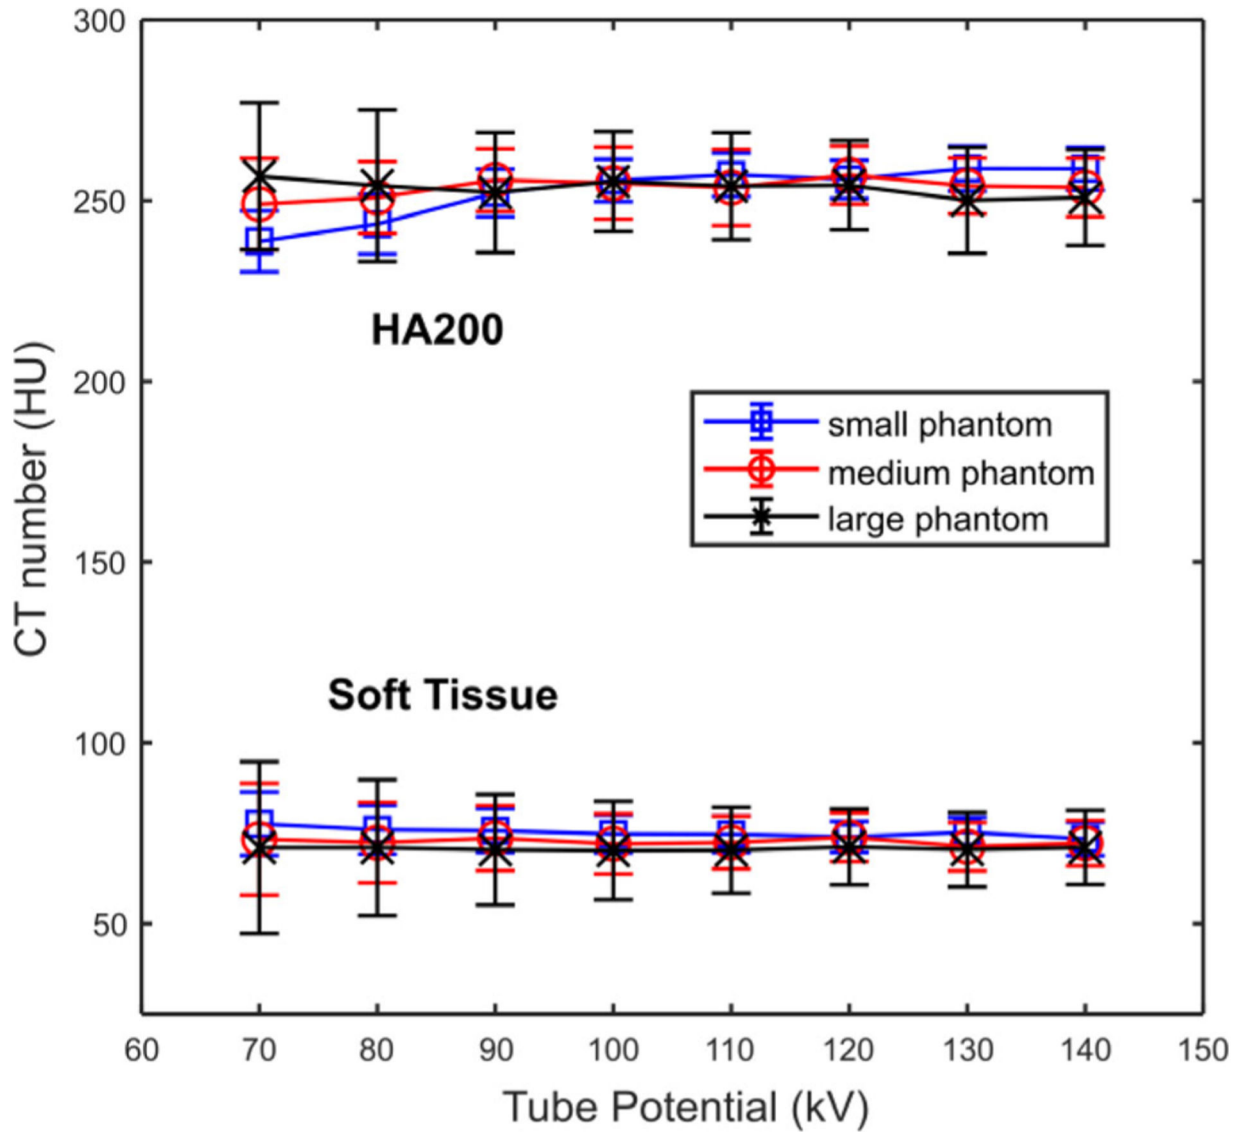 300
250
200
150
100
50
CT number (HU)
HA200
small phantom
medium phantom
large phantom
Soft Tissue
60 70 80 90 100 110 120 130 140 150
Tube Potential (kV)